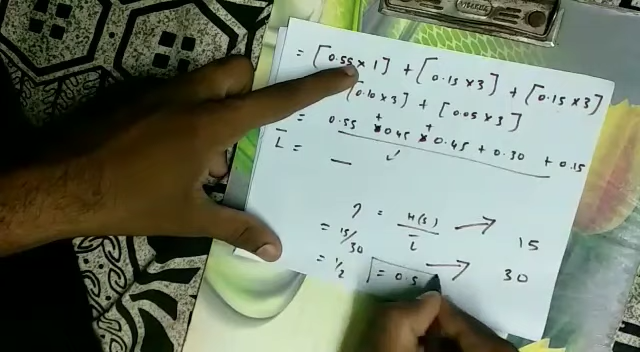 = [0.55 × 1] + [0.15 × 3] + [0.15 × 3]
[0.10 × 3] + [0.05 × 3]
= 0.55 + 0.45 + 0.45 + 0.30 + 0.15
L̅ = — ✓
η = H(s) / L̅ → 15
= 15/30 → 30
= 1/2 = 0.5